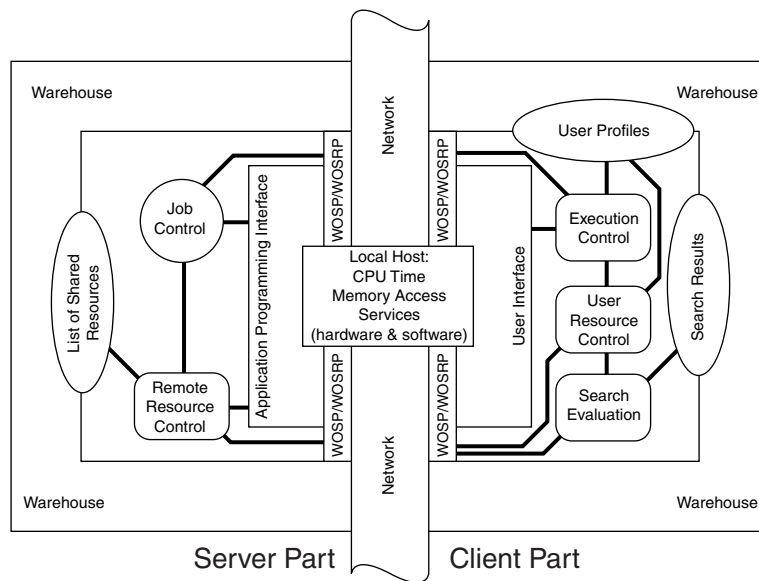 Warehouse
Network
Warehouse
User Profiles
WOSP/WOSRP
WOSP/WOSRP
Job
Control
Execution
Control
Application Programming Interface
User Interface
List of Shared
Resources
Local Host:
CPU Time
Memory Access
Services
(hardware & software)
User
Resource
Control
Search Results
Remote
Resource
Control
Search
Evaluation
WOSP/WOSRP
WOSP/WOSRP
Network
Warehouse
Warehouse
Server Part
Client Part